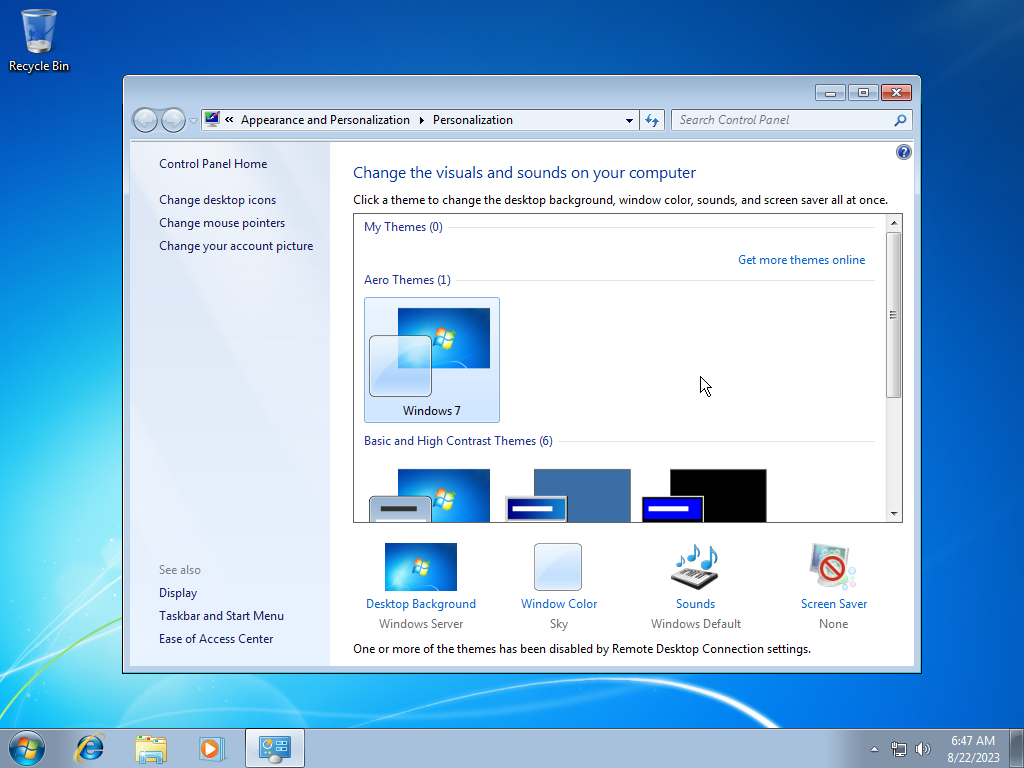 Recycle Bin
« Appearance and Personalization ▸ Personalization
Search Control Panel
Control Panel Home
Change desktop icons
Change mouse pointers
Change your account picture
See also
Display
Taskbar and Start Menu
Ease of Access Center
Change the visuals and sounds on your computer
Click a theme to change the desktop background, window color, sounds, and screen saver all at once.
My Themes (0)
Get more themes online
Aero Themes (1)
Windows 7
Basic and High Contrast Themes (6)
Desktop Background
Windows Server
Window Color
Sky
Sounds
Windows Default
Screen Saver
None
One or more of the themes has been disabled by Remote Desktop Connection settings.
6:47 AM
8/22/2023